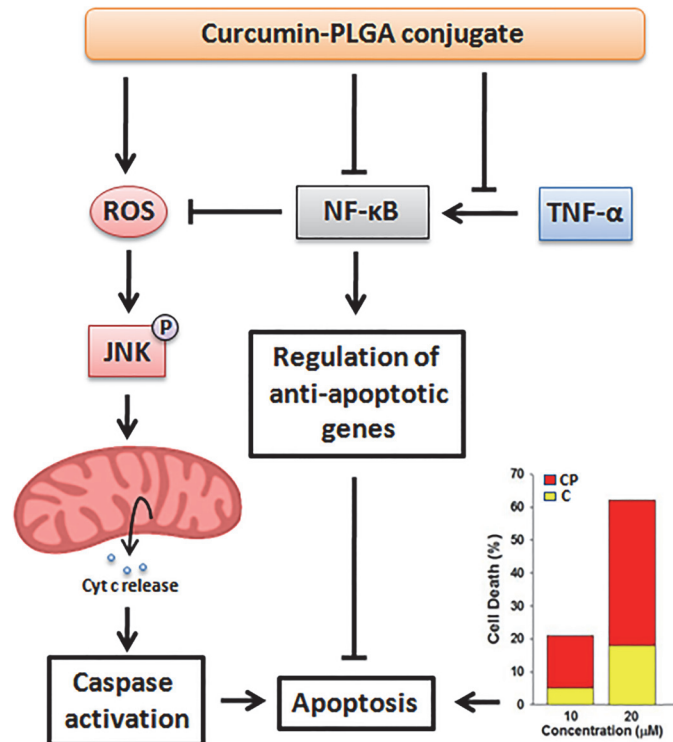 Curcumin-PLGA conjugate
ROS
NF-κB
TNF-α
P
JNK
Regulation of
anti-apoptotic
genes
Cyt c release
Caspase
activation
Apoptosis
CP
C
Cell Death (%)
70
60
50
40
30
20
10
0
10
20
Concentration (μM)